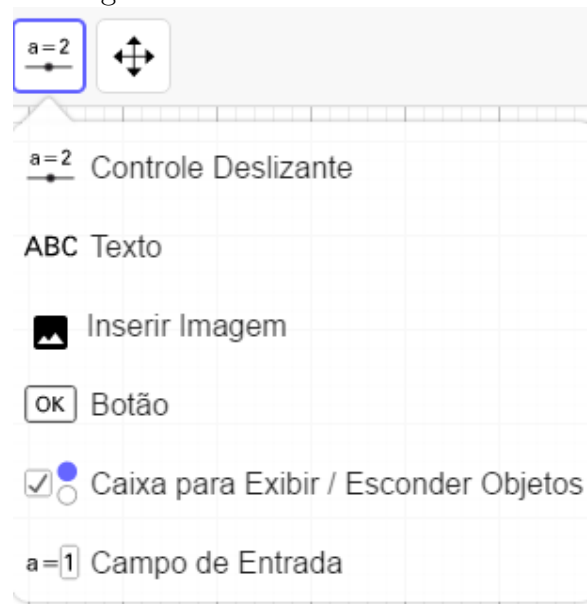 a=2
a=2 Controle Deslizante
ABC Texto
Inserir Imagem
OK Botão
Caixa para Exibir / Esconder Objetos
a=1 Campo de Entrada